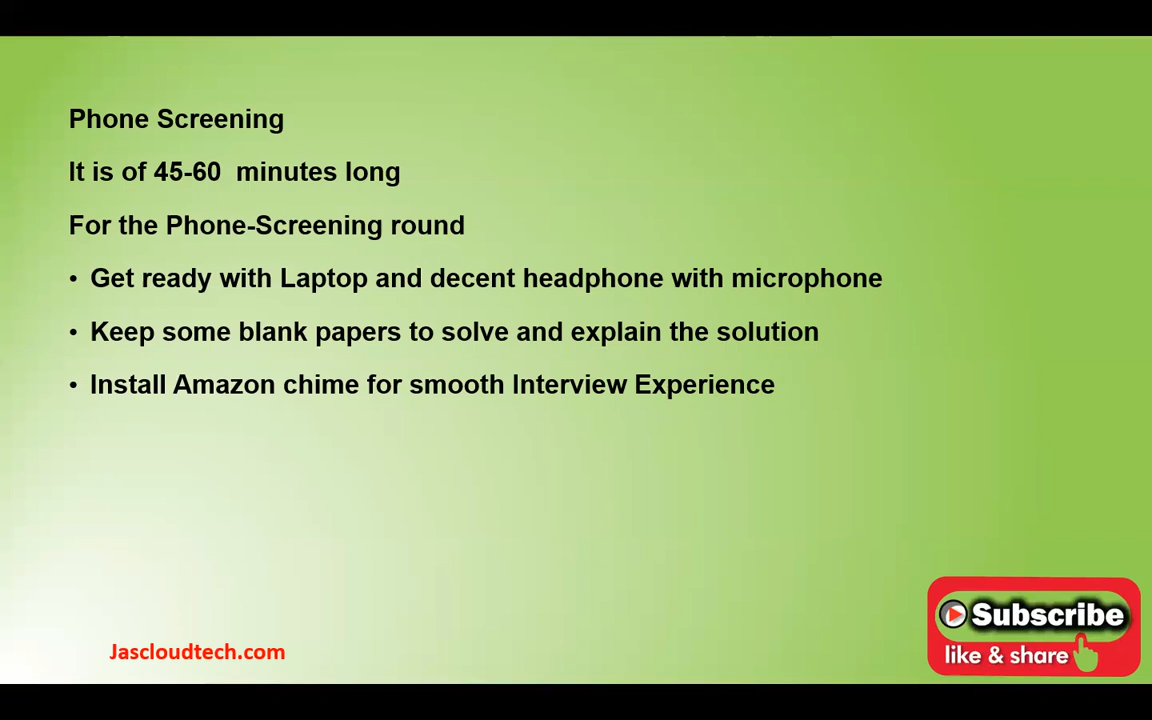 Phone Screening
It is of 45-60 minutes long
For the Phone-Screening round
• Get ready with Laptop and decent headphone with microphone
• Keep some blank papers to solve and explain the solution
• Install Amazon chime for smooth Interview Experience
Subscribe
like & share
Jascloudtech.com